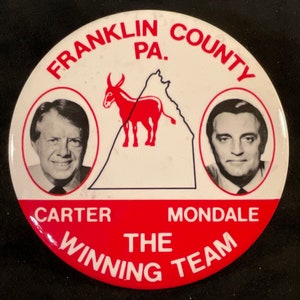 FRANKLIN COUNTY
PA.
CARTER MONDALE
THE
WINNING TEAM